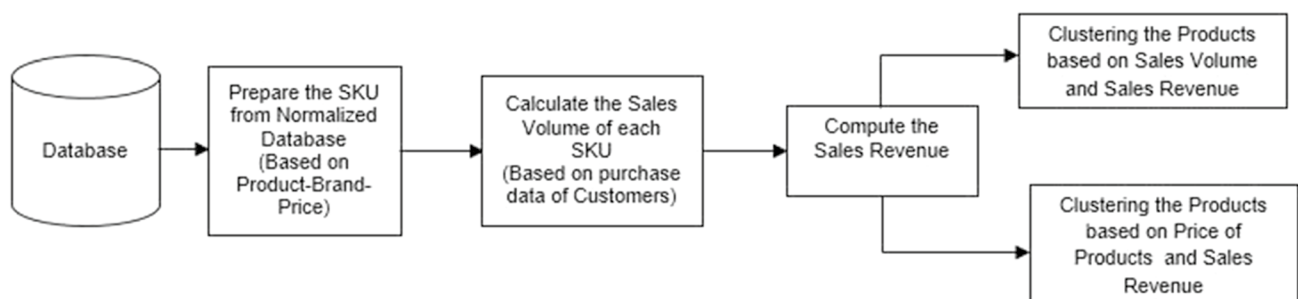 Database
Prepare the SKU
from Normalized
Database
(Based on
Product-Brand-
Price)
Calculate the Sales
Volume of each
SKU
(Based on purchase
data of Customers)
Compute the
Sales Revenue
Clustering the Products
based on Sales Volume
and Sales Revenue
Clustering the Products
based on Price of
Products and Sales
Revenue